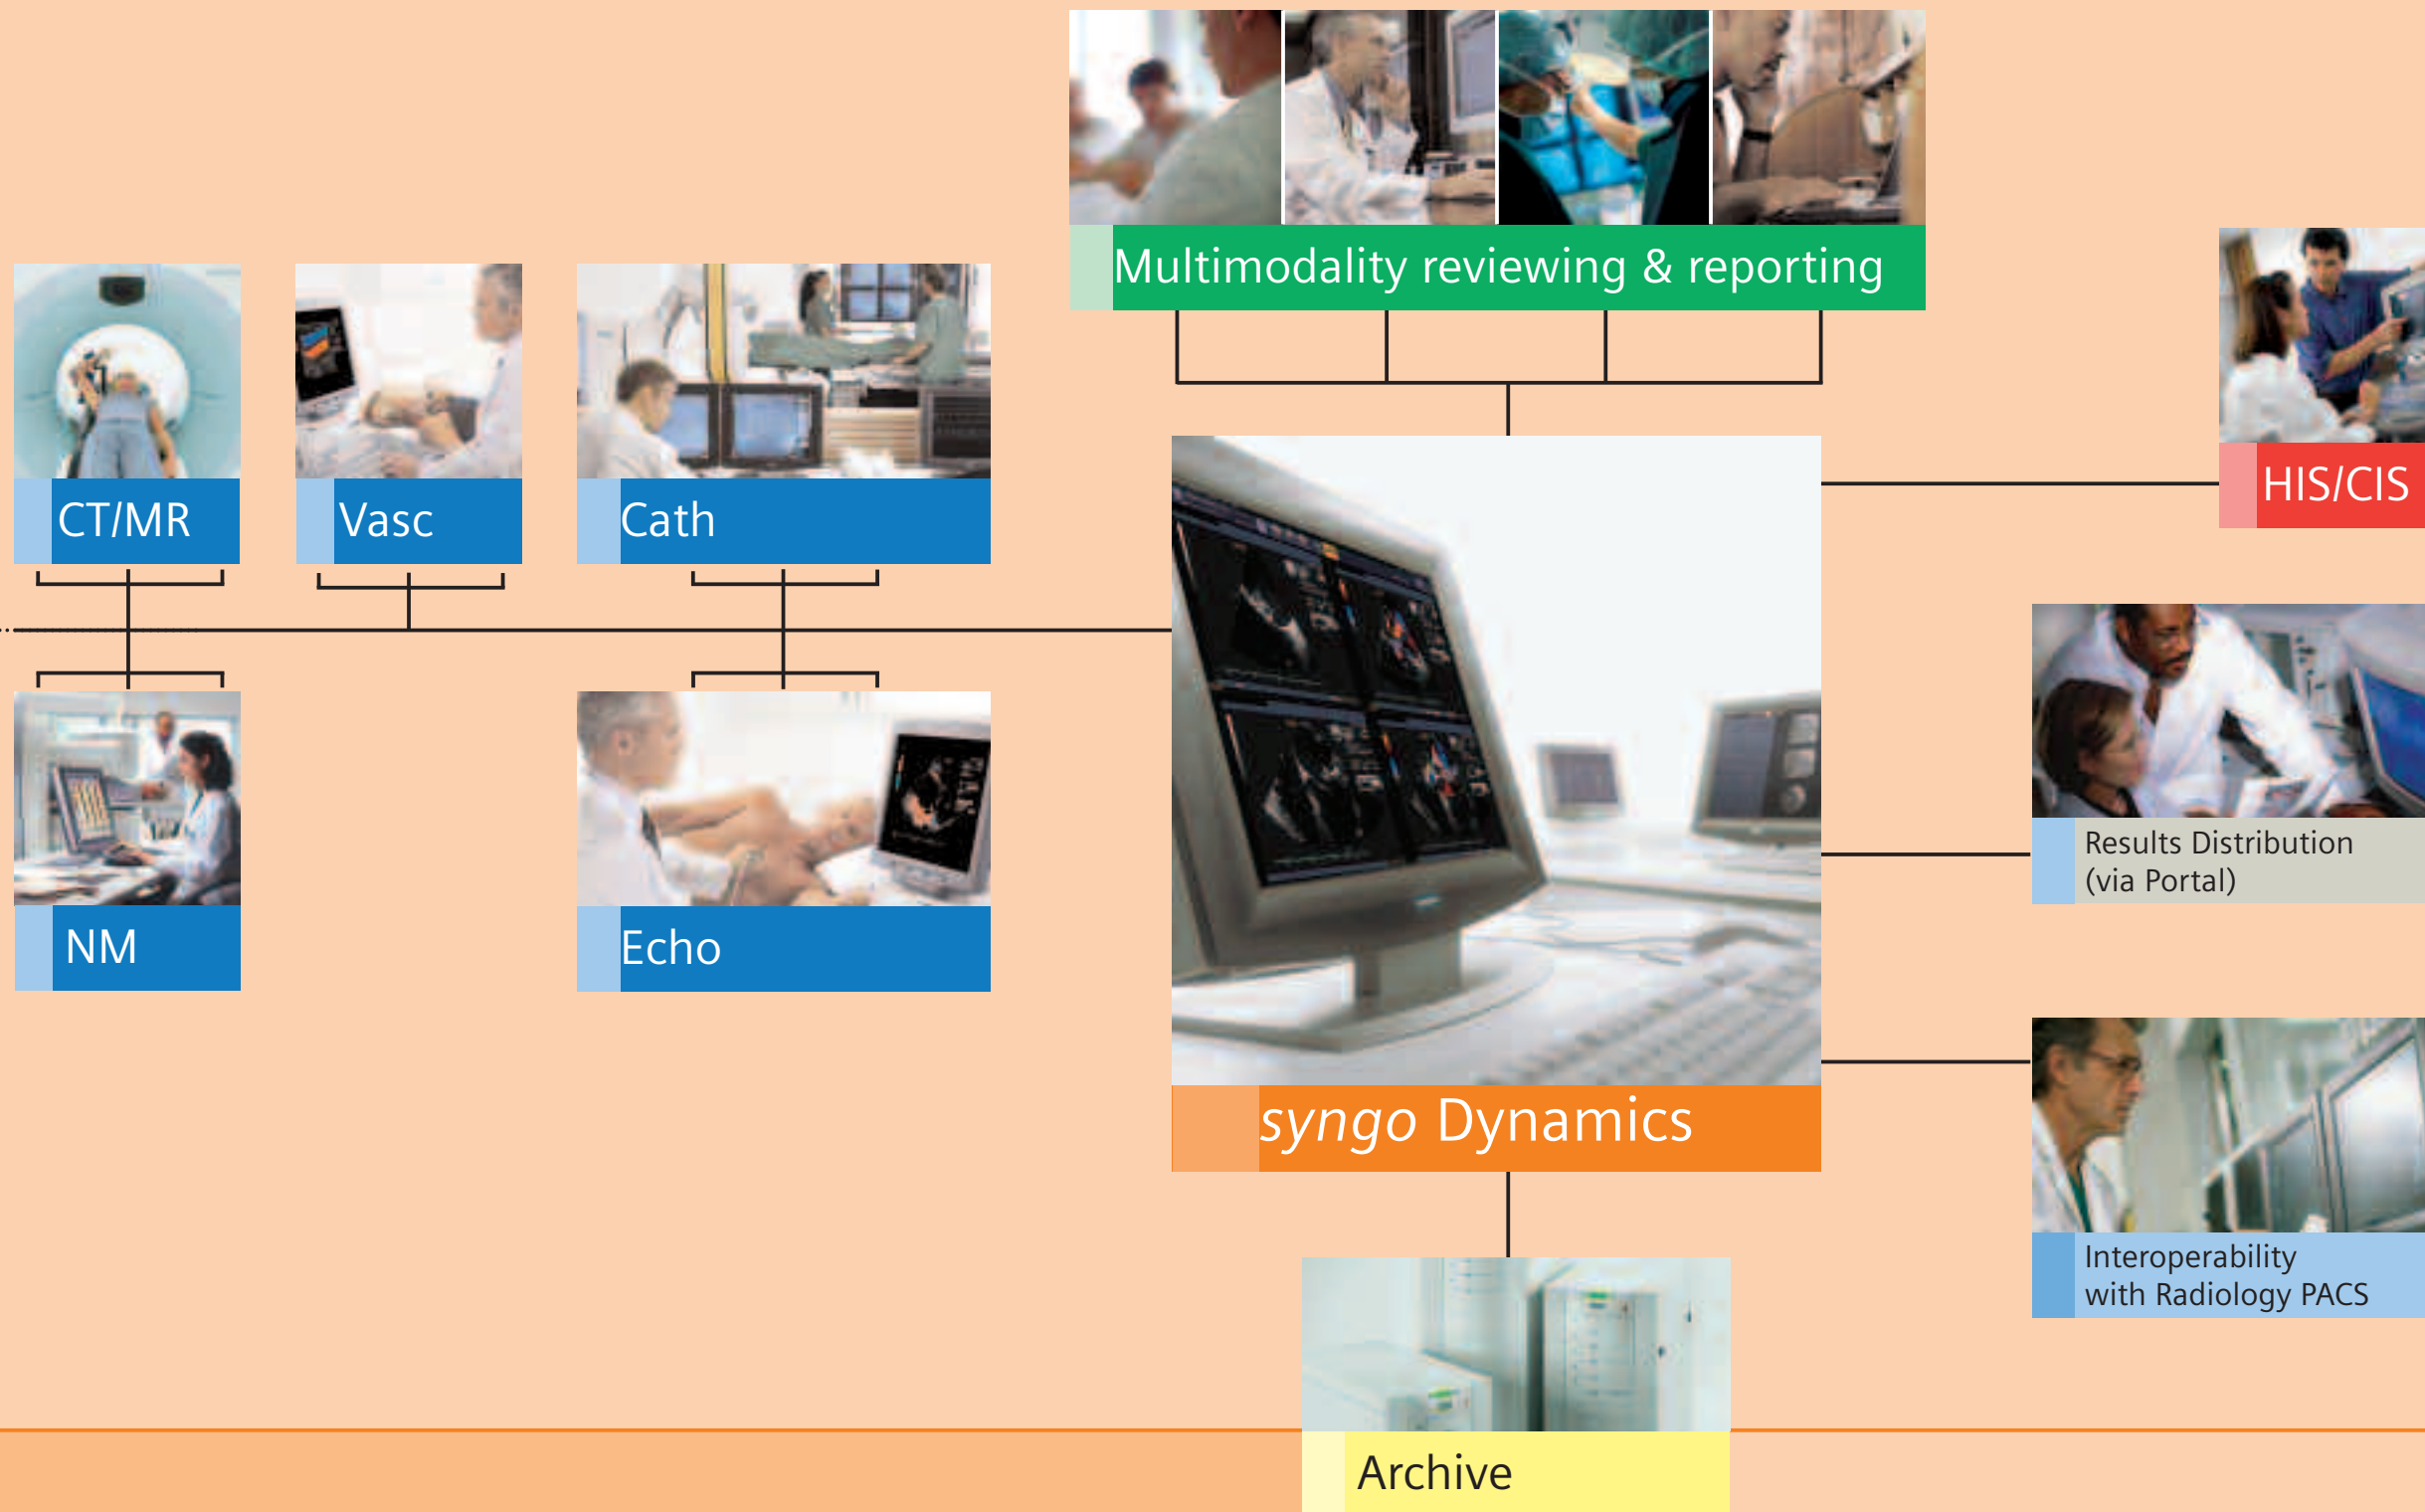 Multimodality reviewing & reporting
HIS/CIS
CT/MR
Vasc
Cath
Results Distribution
(via Portal)
NM
Echo
syngo Dynamics
Interoperability
with Radiology PACS
Archive